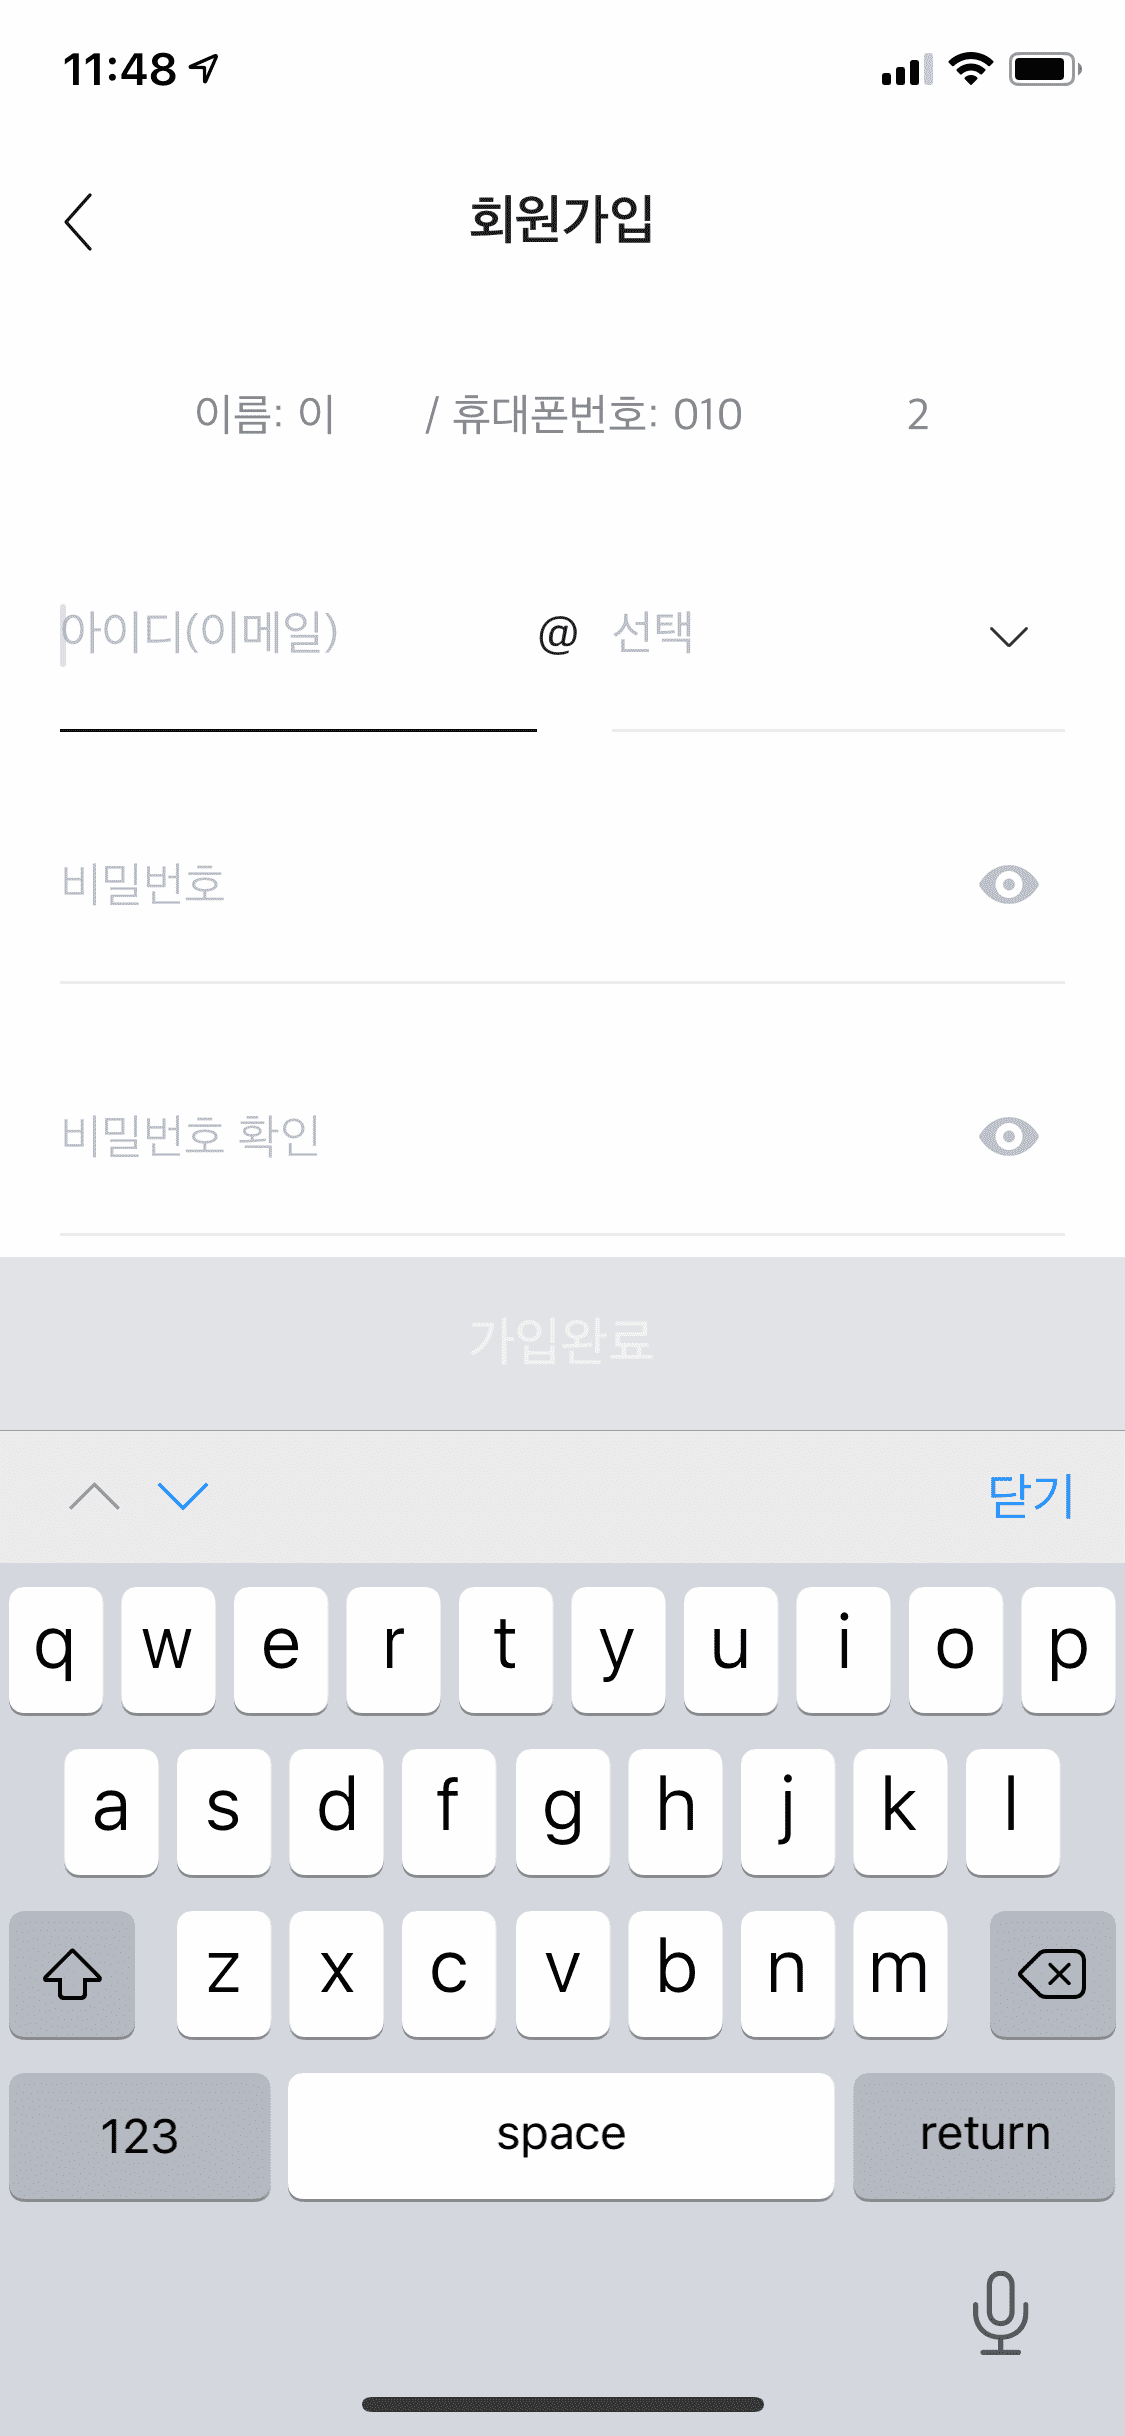 11:48
회원가입
이름: 이 / 휴대폰번호: 010 2
아이디(이메일) @ 선택
비밀번호
비밀번호 확인
가입완료
닫기
q w e r t y u i o p
a s d f g h j k l
z x c v b n m
123 space return